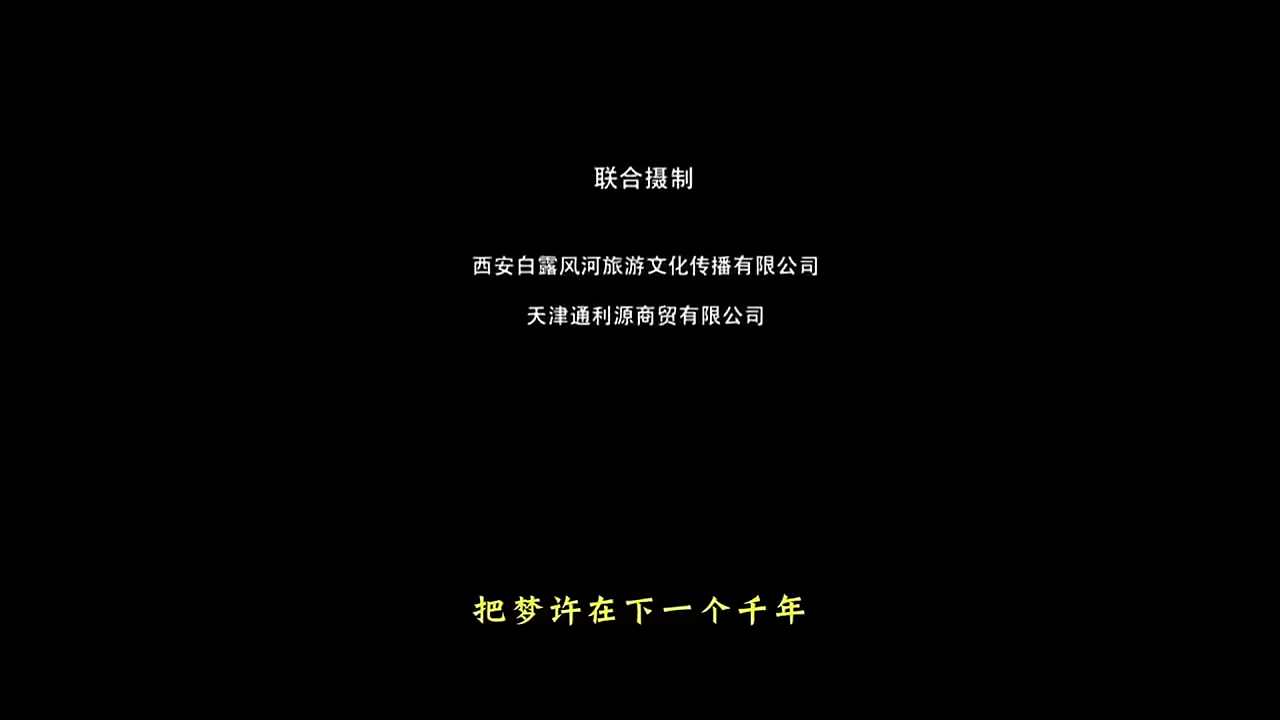 联合摄制
西安白露风河旅游文化传播有限公司
天津通利源商贸有限公司
把梦许在下一个千年